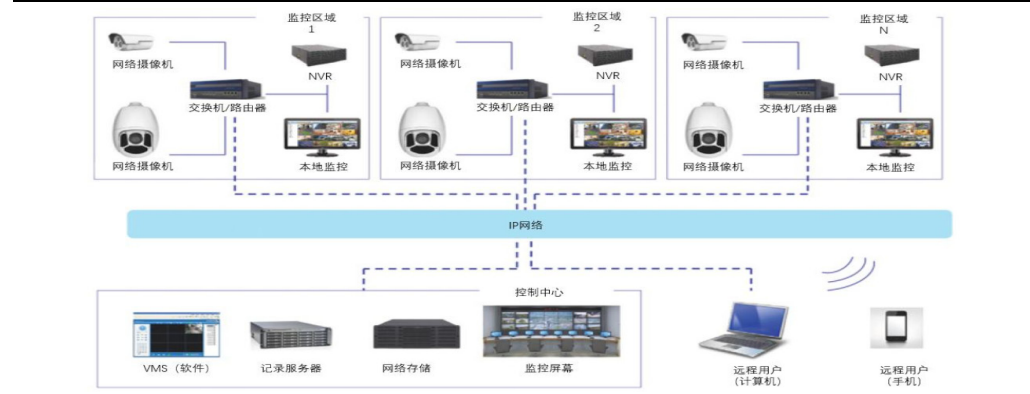 监控区域
1
网络摄像机
NVR
交换机/路由器
网络摄像机
本地监控
监控区域
2
网络摄像机
NVR
交换机/路由器
网络摄像机
本地监控
监控区域
N
网络摄像机
NVR
交换机/路由器
网络摄像机
本地监控
IP网络
控制中心
VMS（软件）
记录服务器
网络存储
监控屏幕
远程用户
(计算机)
远程用户
(手机)